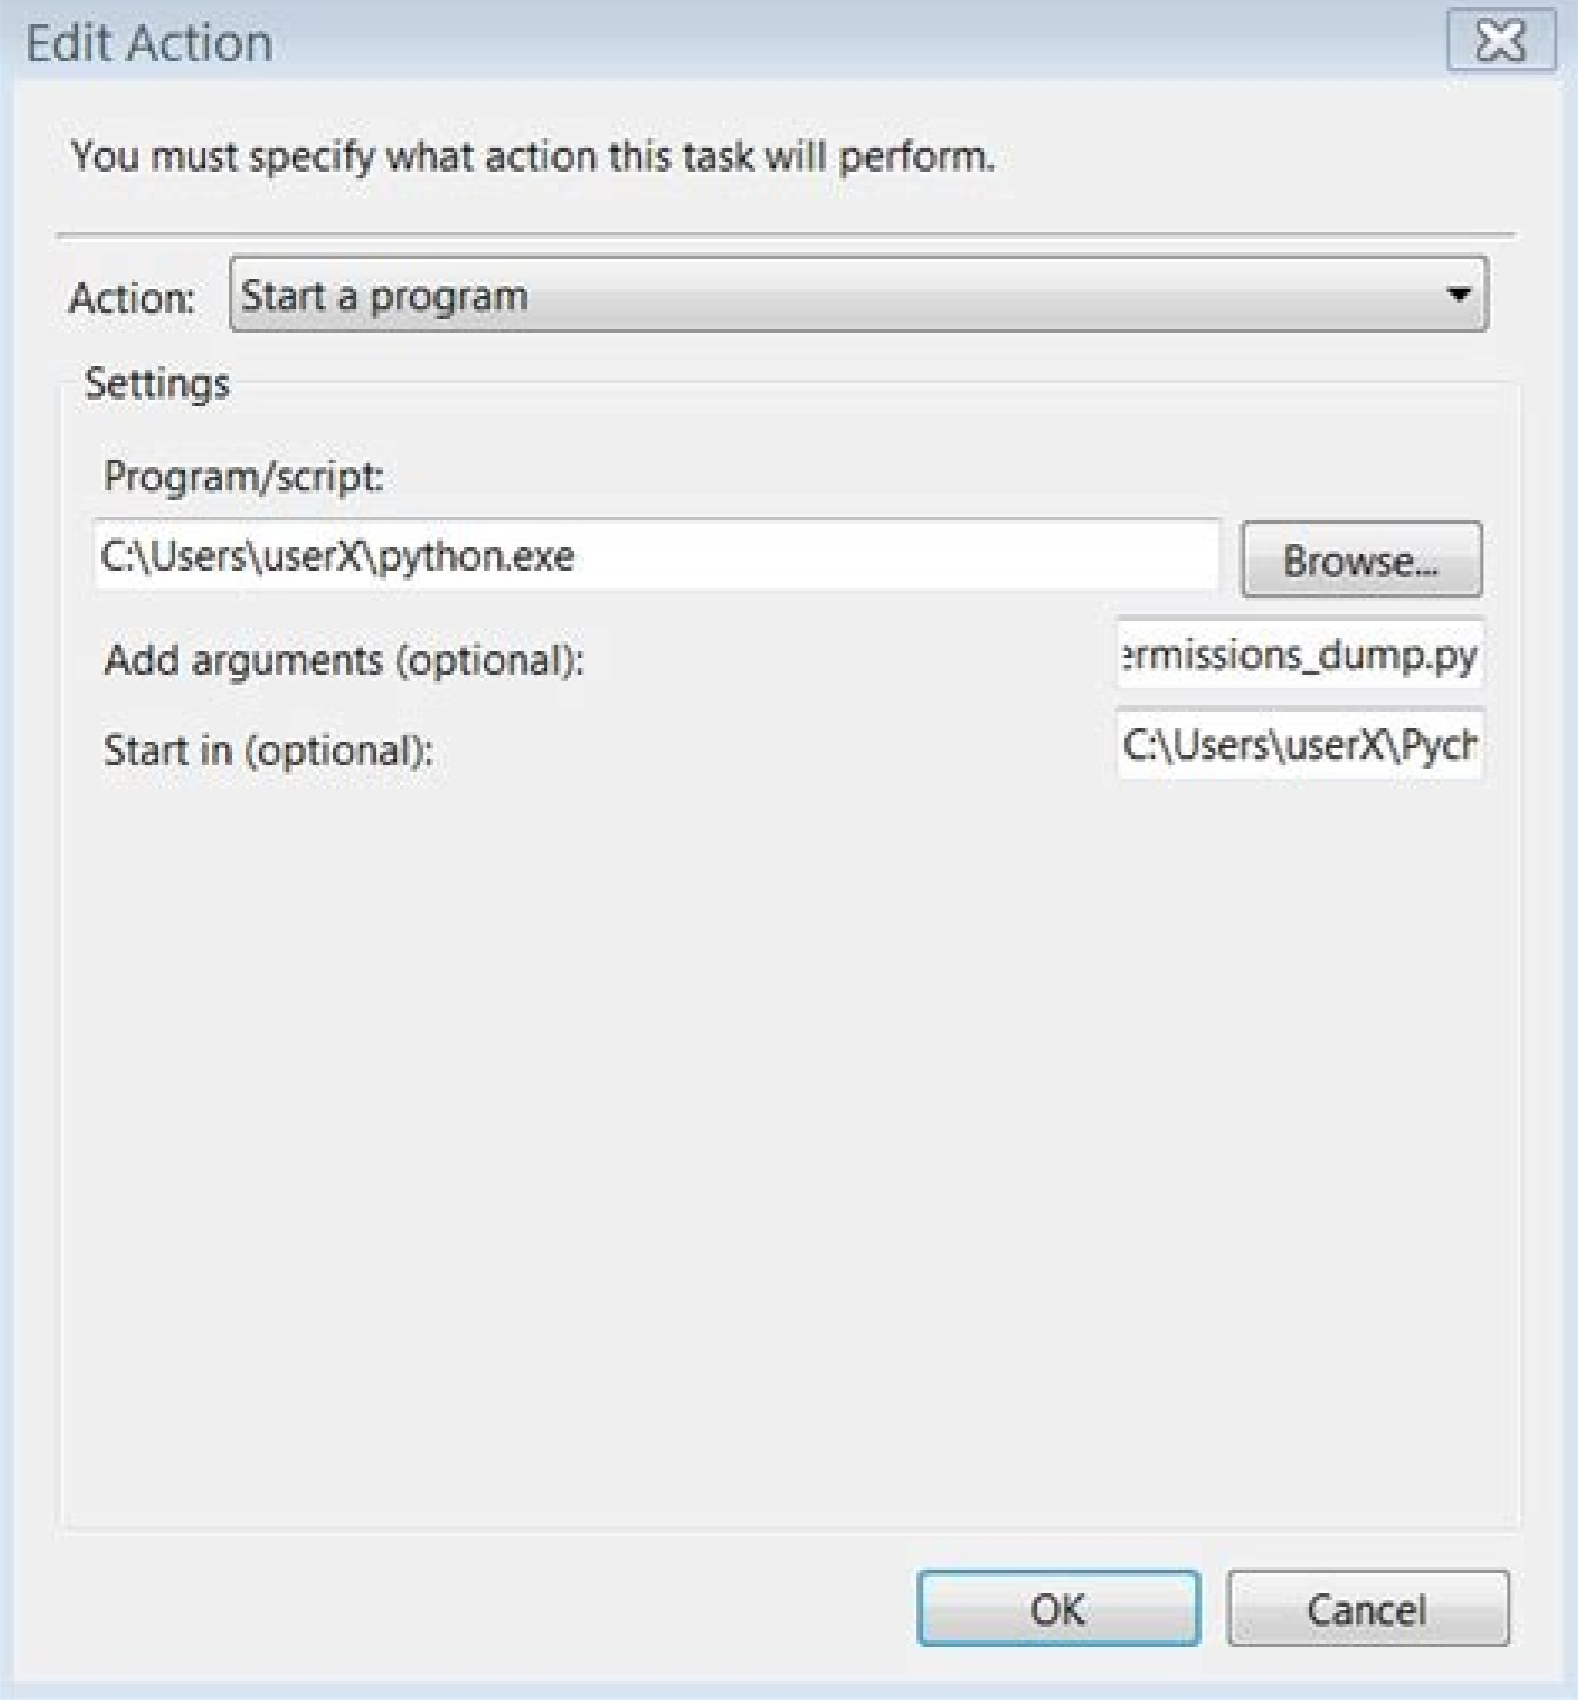 Edit Action
You must specify what action this task will perform.
Action: Start a program
Settings
Program/script:
C:\Users\userX\python.exe Browse...
Add arguments (optional): ermissions_dump.py
Start in (optional): C:\Users\userX\Pych
OK Cancel